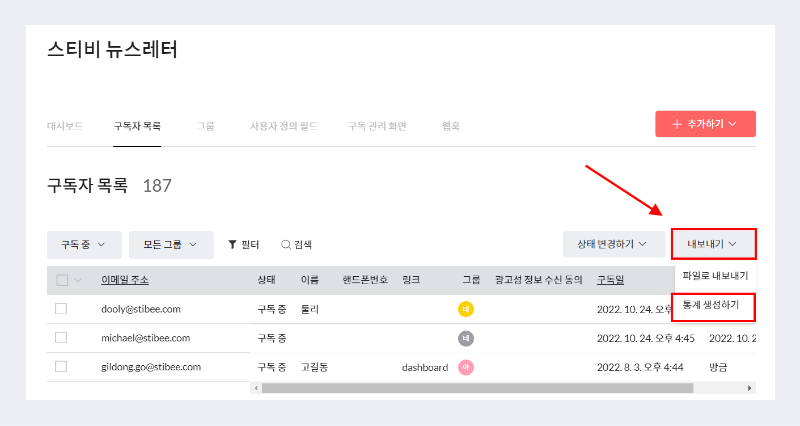 스티비 뉴스레터
대시보드 구독자 목록 그룹 사용자 정의 필드 구독 관리 화면 웹훅
+ 추가하기
구독자 목록 187
구독 중 모든 그룹 필터 검색 상태 변경하기 내보내기
파일로 내보내기
통계 생성하기
이메일 주소 상태 이름 핸드폰번호 링크 그룹 광고성 정보 수신 동의 구독일
dooly@stibee.com 구독 중 둘리 네 2022. 10. 24. 오후
michael@stibee.com 구독 중 네 2022. 10. 24. 오후 4:45 2022. 10. 2
gildong.go@stibee.com 구독 중 고길동 dashboard 아 2022. 8. 3. 오후 4:44 방금